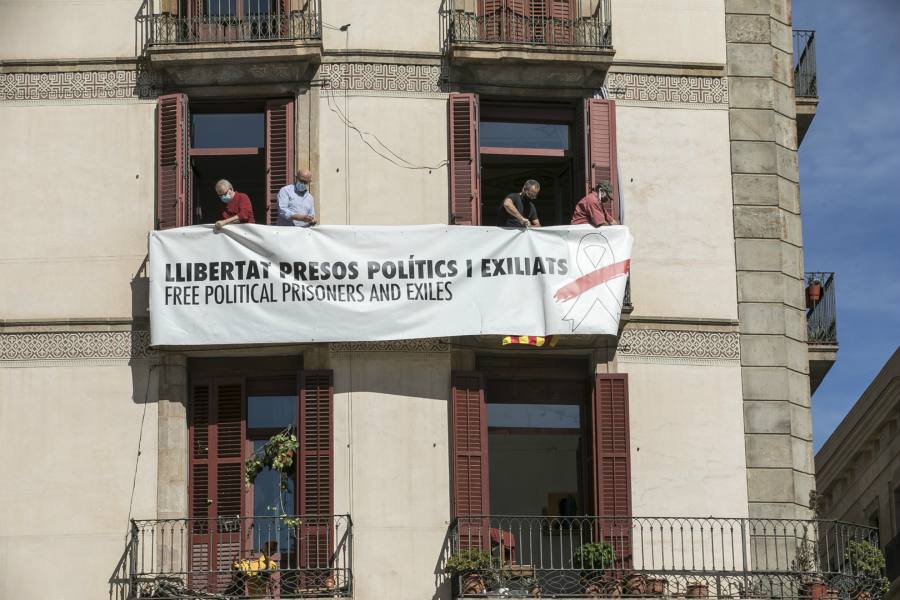 LLIBERTAT PRESOS POLÍTICS I EXILIATS
FREE POLITICAL PRISONERS AND EXILES